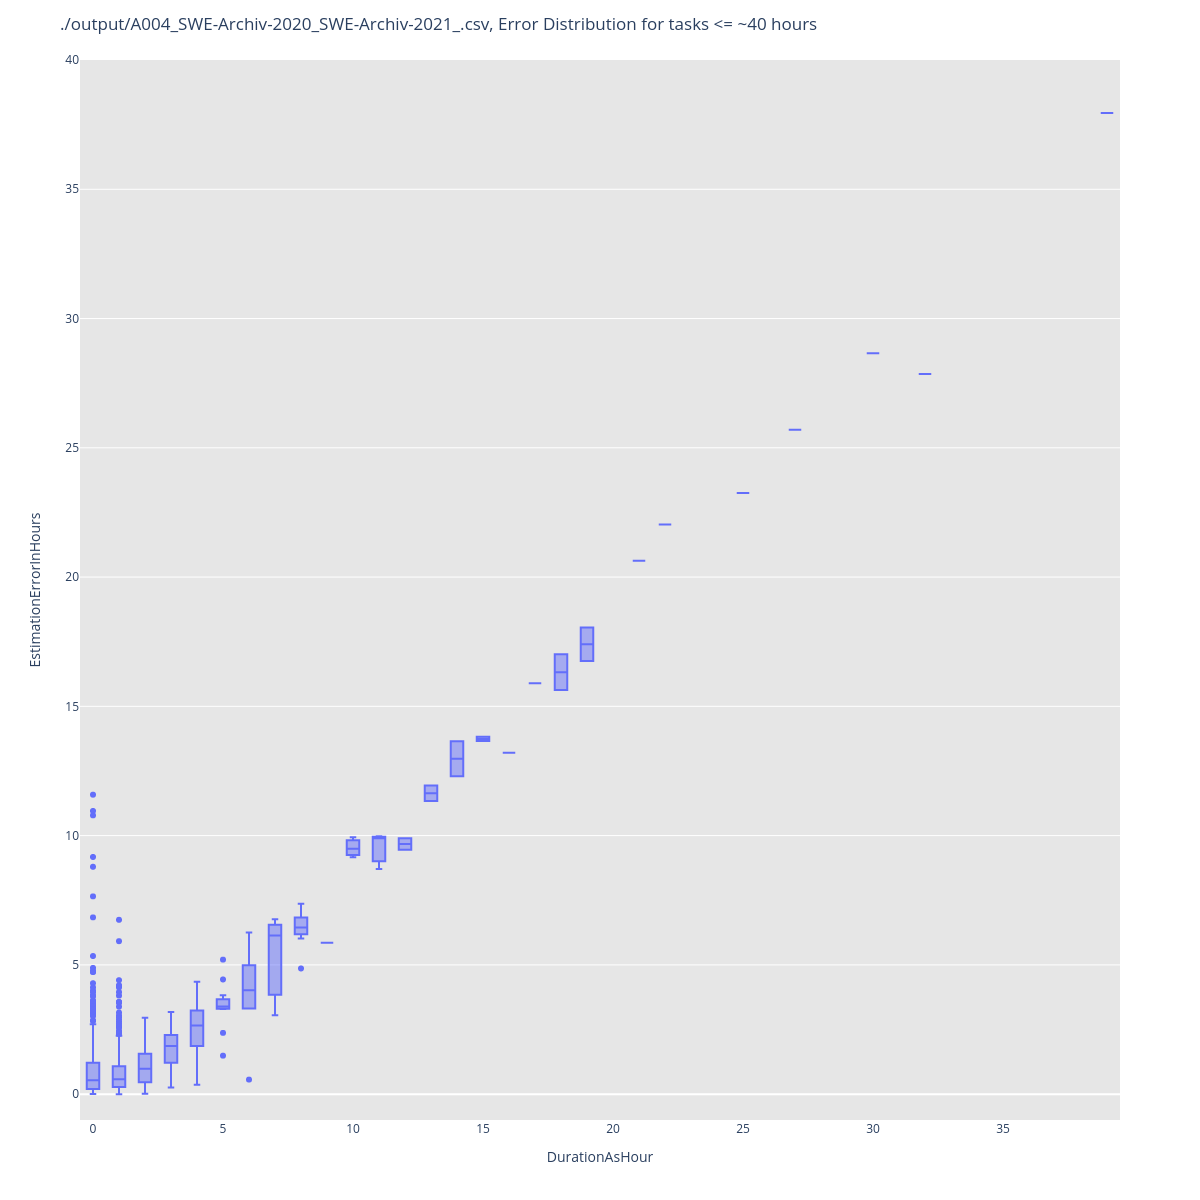 ./output/A004_SWE-Archiv-2020_SWE-Archiv-2021_.csv, Error Distribution for tasks <= ~40 hours
40
35
30
25
20
15
10
5
0
EstimationErrorInHours
0 5 10 15 20 25 30 35
DurationAsHour